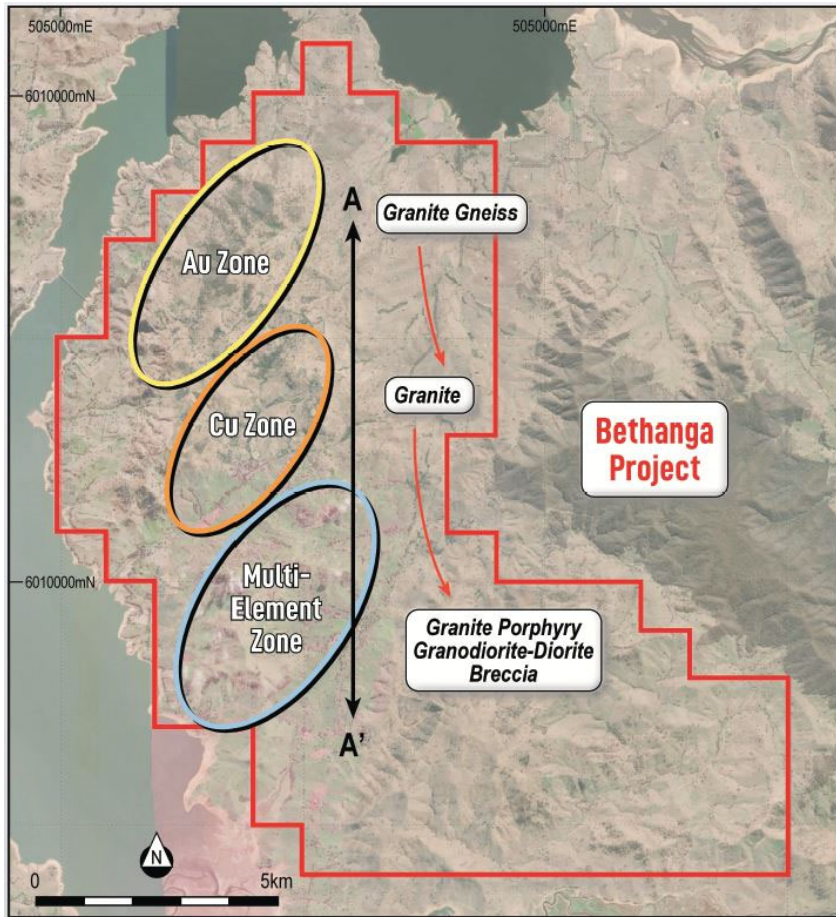 505000mE
505000mE
6010000mN
A
Granite Gneiss
Au Zone
Granite
Cu Zone
Bethanga
Project
6010000mN
Multi-
Element
Zone
Granite Porphyry
Granodiorite-Diorite
Breccia
A'
N
0
5km